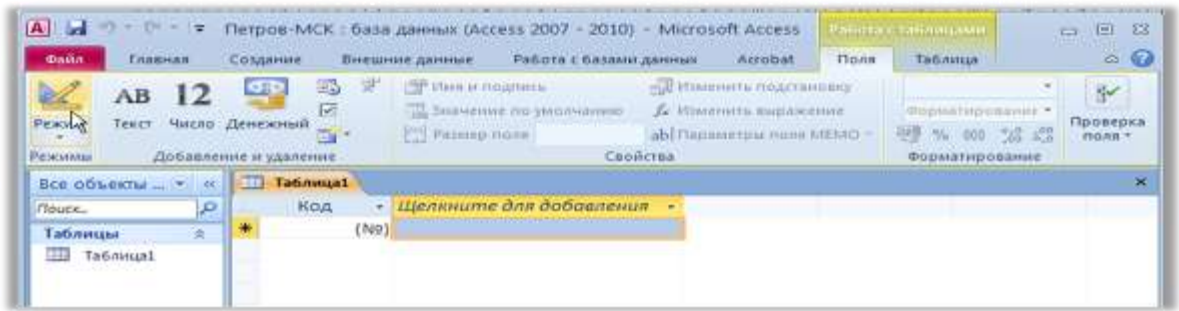 Петров-МСК : база данных (Access 2007 - 2010) - Microsoft Access Работа с таблицами
Файл Главная Создание Внешние данные Работа с базами данных Acrobat Поля Таблица
Режим AB Текст 12 Число Денежный
Имя и подпись
Значение по умолчанию
Размер поля
Изменить подстановку
fx Изменить выражение
ab| Параметры поля MEMO
Форматирование
% 000
Проверка поля
Режимы Добавление и удаление Свойства Форматирование
Все объекты ... « Таблица1
Поиск... Код Щелкните для добавления
Таблицы * (№)
Таблица1